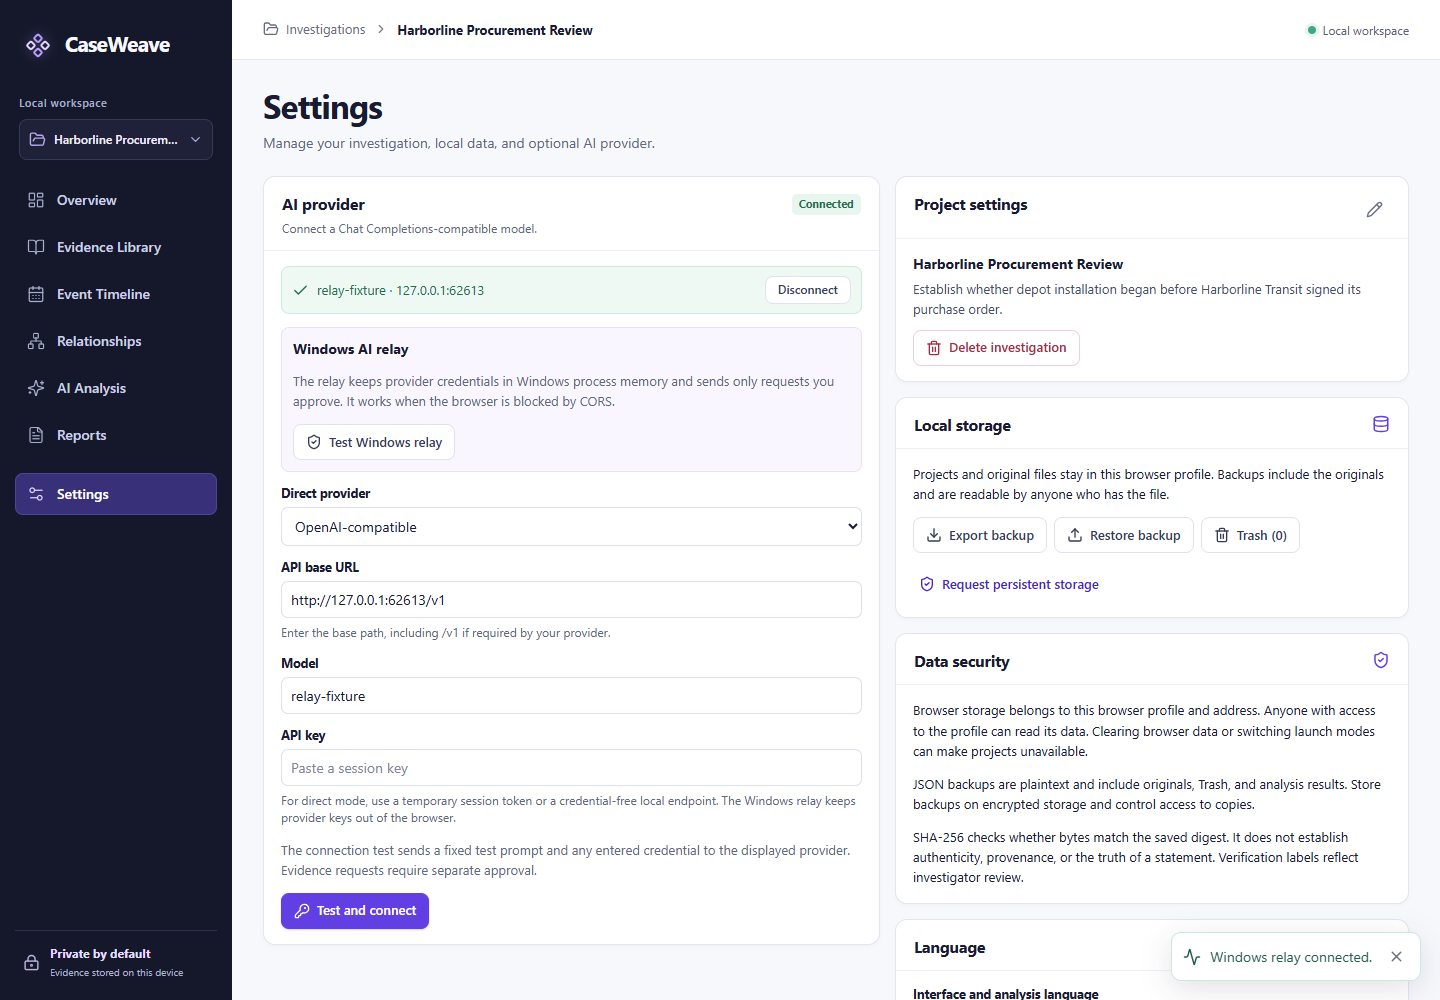 CaseWeave
Local workspace
Harborline Procurem...
Overview
Evidence Library
Event Timeline
Relationships
AI Analysis
Reports
Settings
Private by default
Evidence stored on this device
Investigations
Harborline Procurement Review
Local workspace
Settings
Manage your investigation, local data, and optional AI provider.
AI provider
Connected
Connect a Chat Completions-compatible model.
relay-fixture · 127.0.0.1:62613
Disconnect
Windows AI relay
The relay keeps provider credentials in Windows process memory and sends only requests you
approve. It works when the browser is blocked by CORS.
Test Windows relay
Direct provider
OpenAI-compatible
API base URL
http://127.0.0.1:62613/v1
Enter the base path, including /v1 if required by your provider.
Model
relay-fixture
API key
Paste a session key
For direct mode, use a temporary session token or a credential-free local endpoint. The Windows relay keeps
provider keys out of the browser.
The connection test sends a fixed test prompt and any entered credential to the displayed provider.
Evidence requests require separate approval.
Test and connect
Project settings
Harborline Procurement Review
Establish whether depot installation began before Harborline Transit signed its
purchase order.
Delete investigation
Local storage
Projects and original files stay in this browser profile. Backups include the originals
and are readable by anyone who has the file.
Export backup
Restore backup
Trash (0)
Request persistent storage
Data security
Browser storage belongs to this browser profile and address. Anyone with access
to the profile can read its data. Clearing browser data or switching launch modes
can make projects unavailable.
JSON backups are plaintext and include originals, Trash, and analysis results. Store
backups on encrypted storage and control access to copies.
SHA-256 checks whether bytes match the saved digest. It does not establish
authenticity, provenance, or the truth of a statement. Verification labels reflect
investigator review.
Language
Interface and analysis language
Windows relay connected.